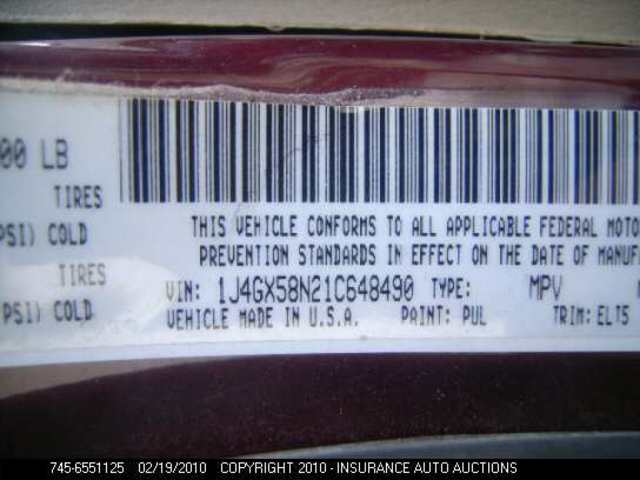 00 LB
TIRES
PSI) COLD
TIRES
PSI) COLD
THIS VEHICLE CONFORMS TO ALL APPLICABLE FEDERAL MOTO
PREVENTION STANDARDS IN EFFECT ON THE DATE OF MANUF
VIN: 1J4GX58N21C648490 TYPE: MPV
VEHICLE MADE IN U.S.A. PAINT: PUL TRIM: ELT5
745-6551125 02/19/2010 COPYRIGHT 2010 - INSURANCE AUTO AUCTIONS